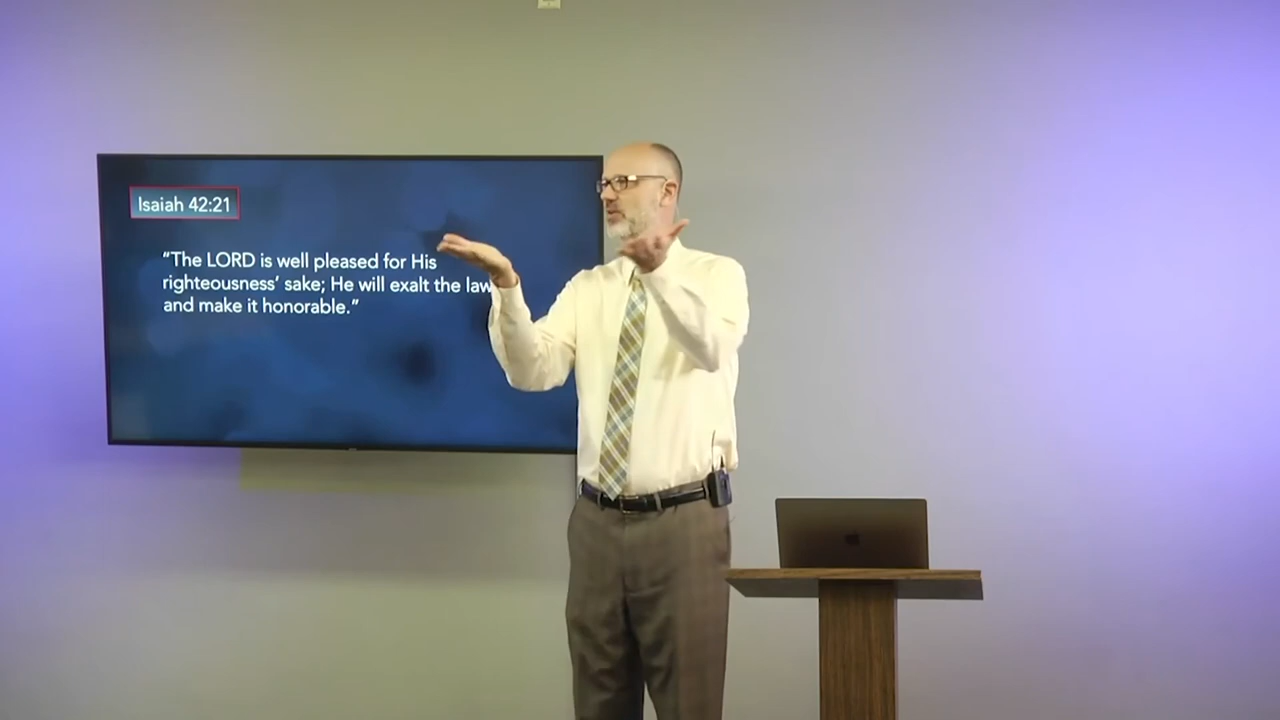 Isaiah 42:21
“The LORD is well pleased for His
righteousness’ sake; He will exalt the law
and make it honorable.”